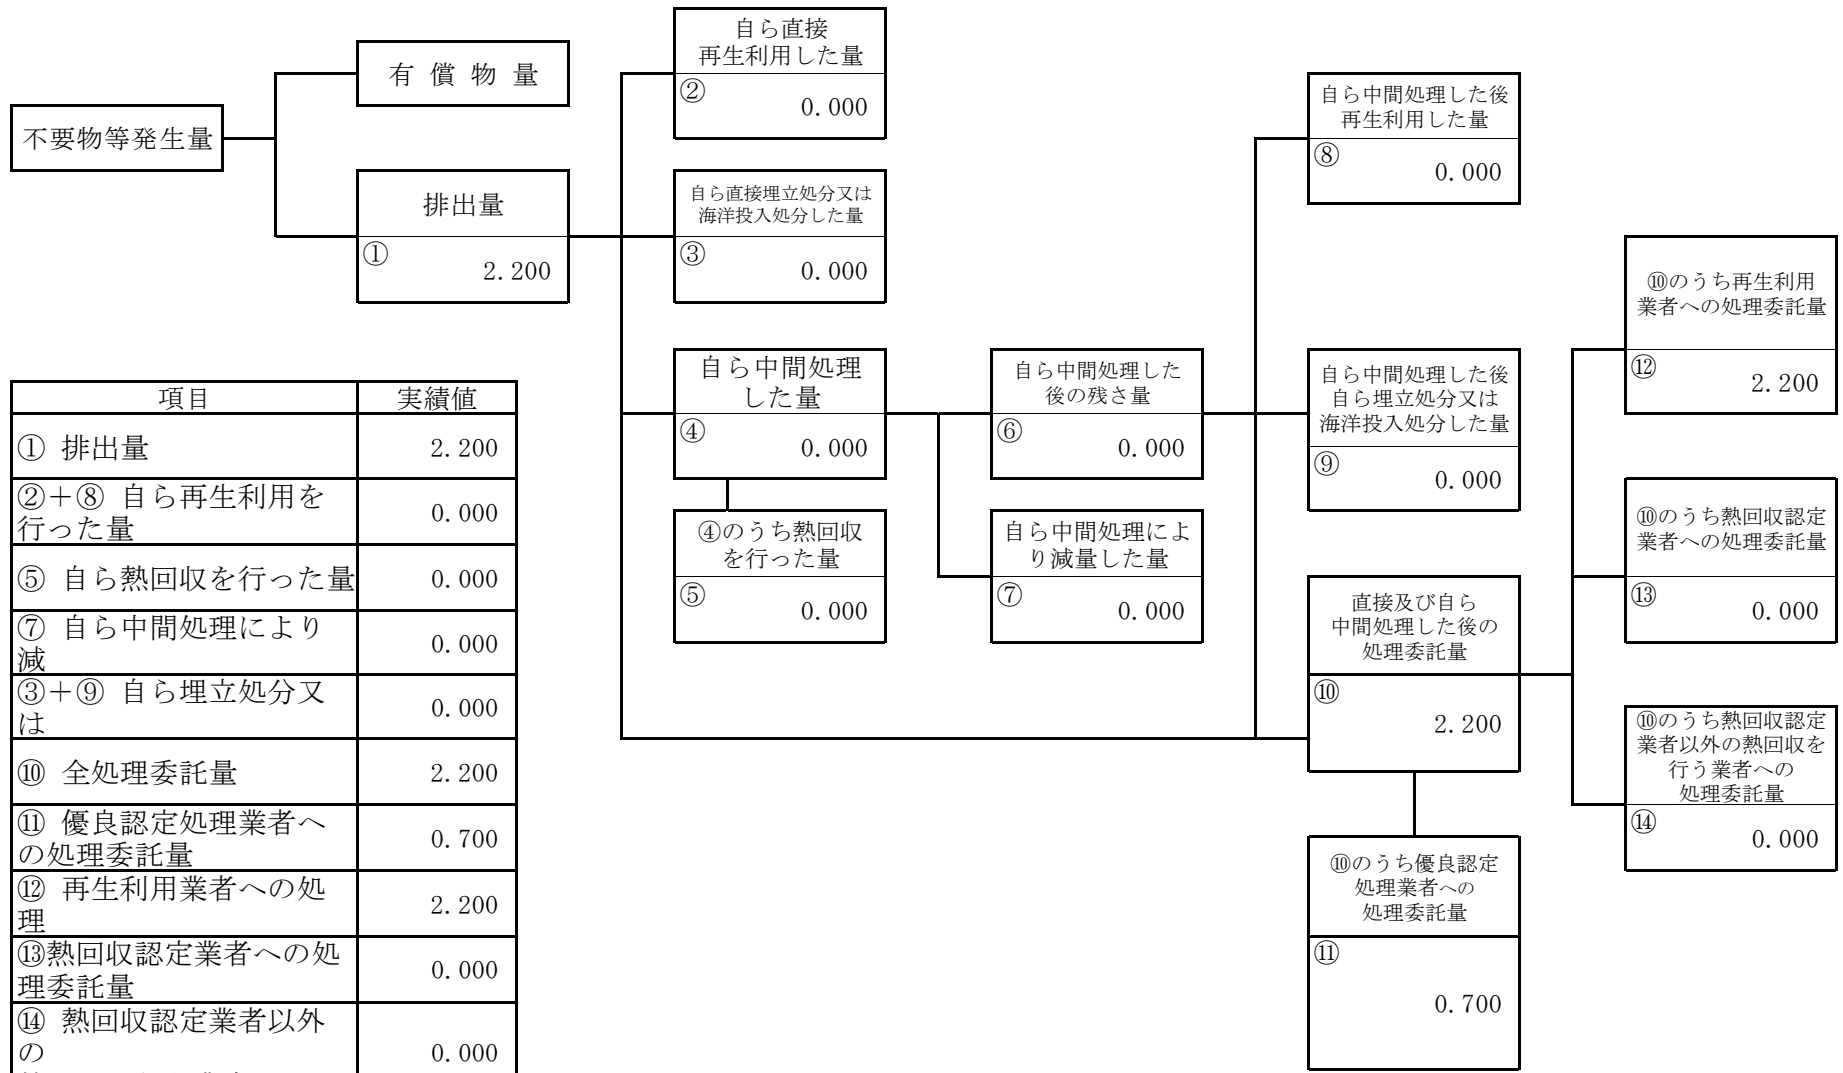 不要物等発生量
有 償 物 量
排出量
①
2.200
自ら直接
再生利用した量
②
0.000
自ら直接埋立処分又は
海洋投入処分した量
③
0.000
自ら中間処理
した量
④
0.000
④のうち熱回収
を行った量
⑤
0.000
自ら中間処理した
後の残さ量
⑥
0.000
自ら中間処理によ
り減量した量
⑦
0.000
自ら中間処理した後
再生利用した量
⑧
0.000
自ら中間処理した後
自ら埋立処分又は
海洋投入処分した量
⑨
0.000
直接及び自ら
中間処理した後の
処理委託量
⑩
2.200
⑩のうち優良認定
処理業者への
処理委託量
⑪
0.700
⑩のうち再生利用
業者への処理委託量
⑫
2.200
⑩のうち熱回収認定
業者への処理委託量
⑬
0.000
⑩のうち熱回収認定
業者以外の熱回収を
行う業者への
処理委託量
⑭
0.000
項目 実績値
① 排出量 2.200
②＋⑧ 自ら再生利用を
行った量 0.000
⑤ 自ら熱回収を行った量 0.000
⑦ 自ら中間処理により
減 0.000
③＋⑨ 自ら埋立処分又
は 0.000
⑩ 全処理委託量 2.200
⑪ 優良認定処理業者へ
の処理委託量 0.700
⑫ 再生利用業者への処
理 2.200
⑬熱回収認定業者への処
理委託量 0.000
⑭ 熱回収認定業者以外
の 0.000